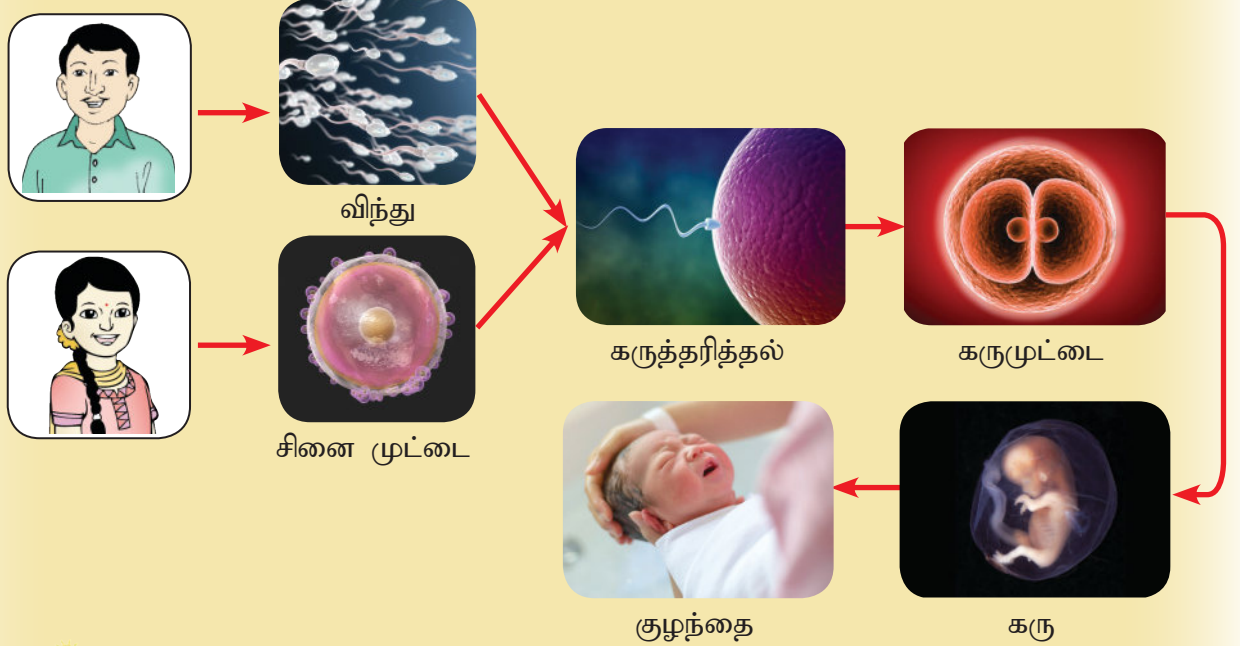 விந்து
சினை முட்டை
கருத்தரித்தல்
கருமுட்டை
கரு
குழந்தை